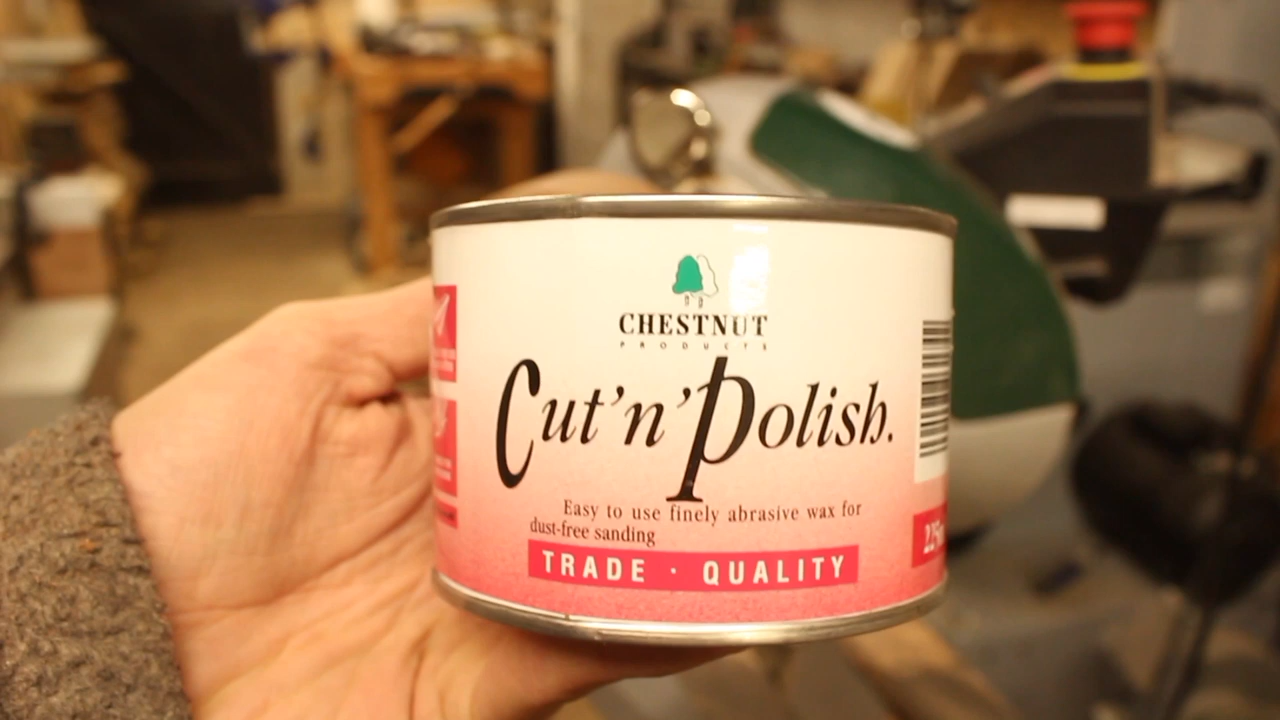 CHESTNUT
PRODUCTS
Cut'n'Polish.
Easy to use finely abrasive wax for
dust-free sanding
TRADE · QUALITY